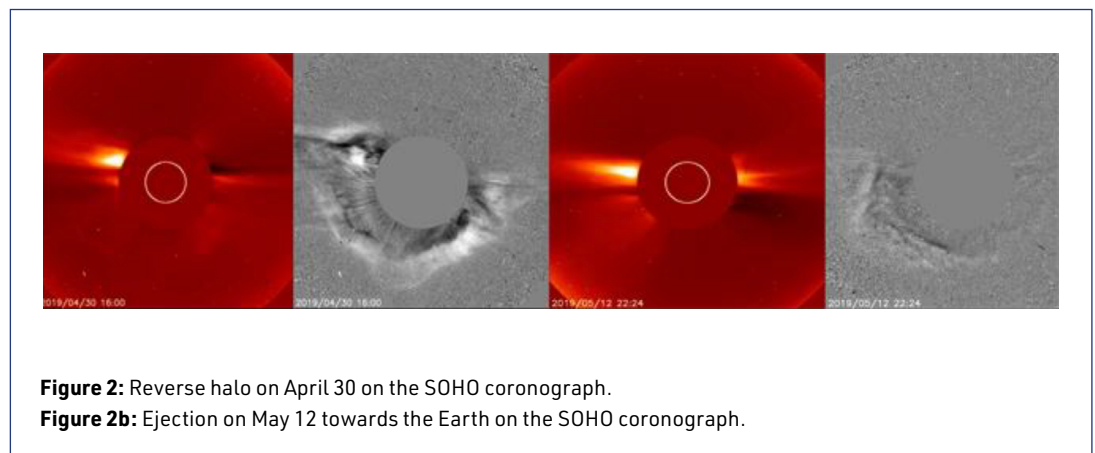 2019/04/30 16:00
2019/04/30 16:00
2019/05/12 22:24
2019/05/12 22:24
Figure 2: Reverse halo on April 30 on the SOHO coronograph.
Figure 2b: Ejection on May 12 towards the Earth on the SOHO coronograph.